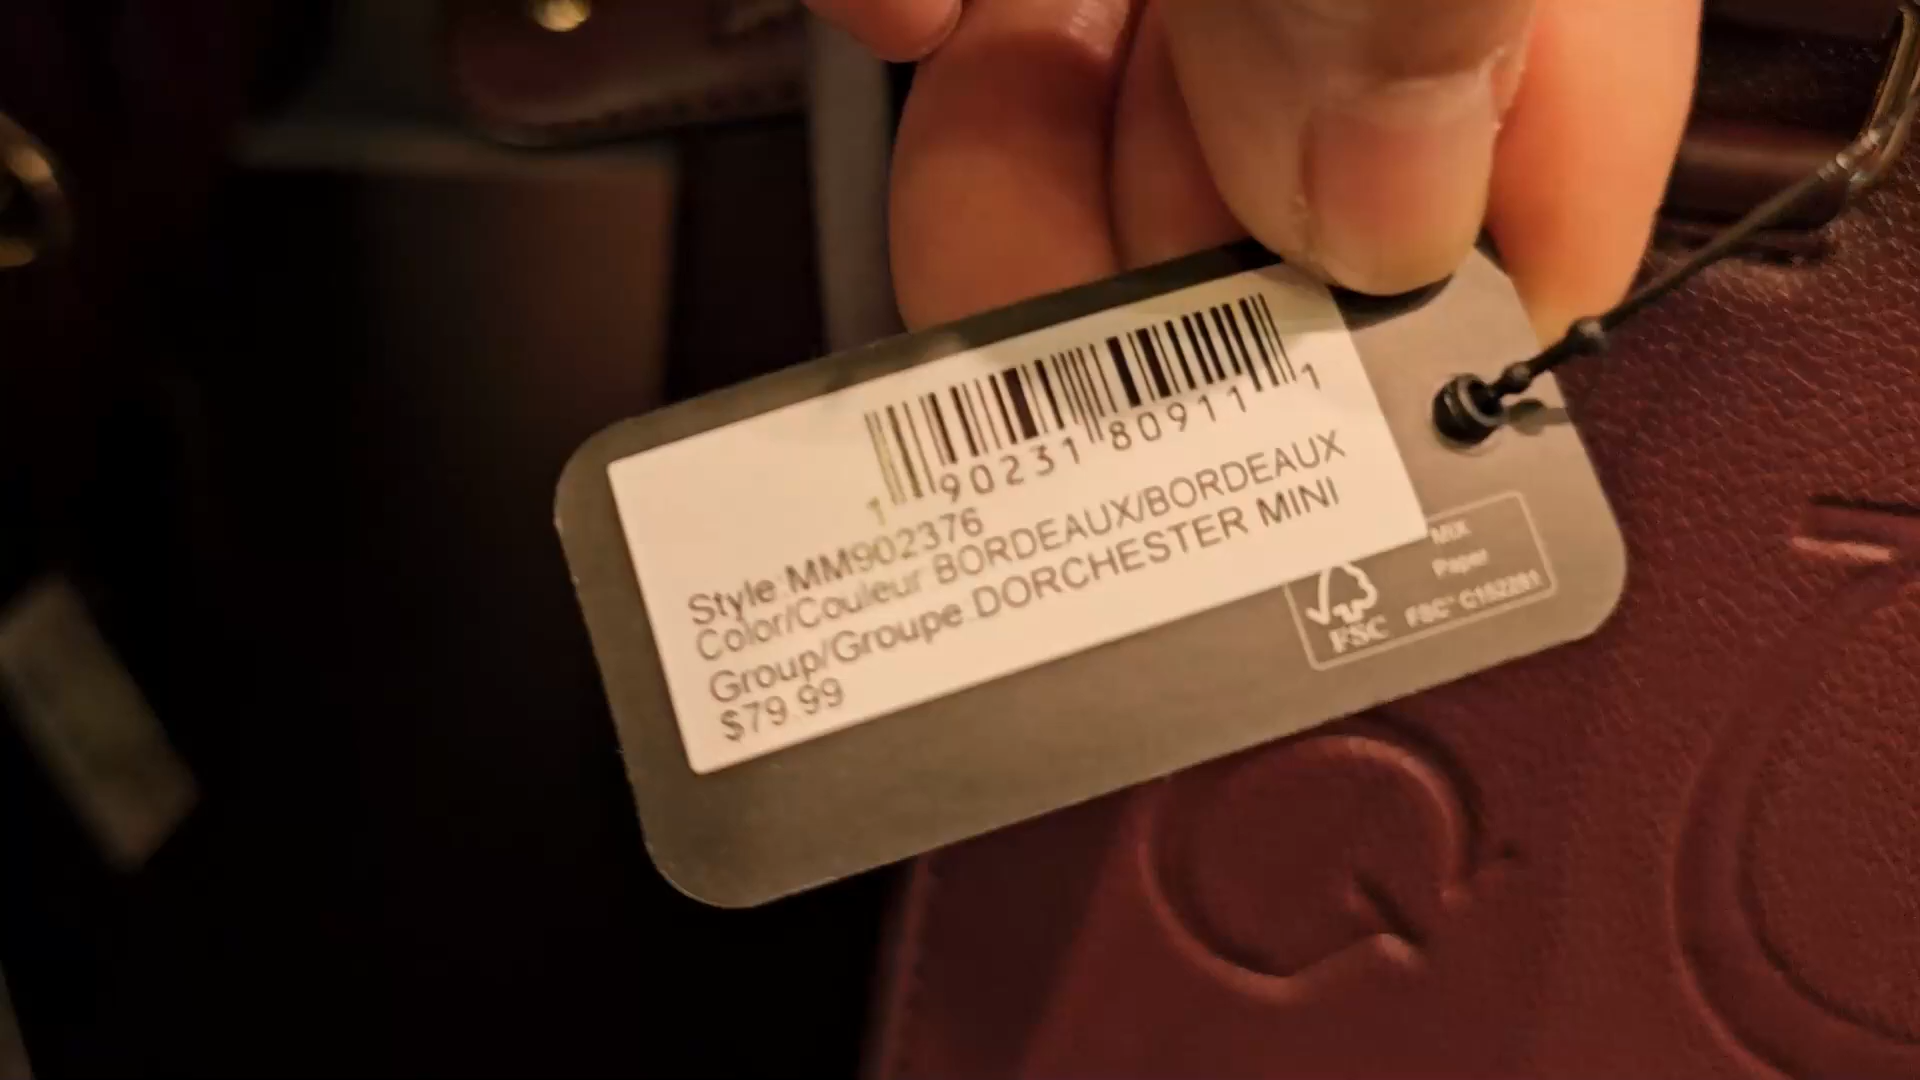 1 90231 80911 1
Style MM902376
Color/Couleur BORDEAUX/BORDEAUX
Group/Groupe DORCHESTER MINI
$79 99
MIX
Paper
FSC